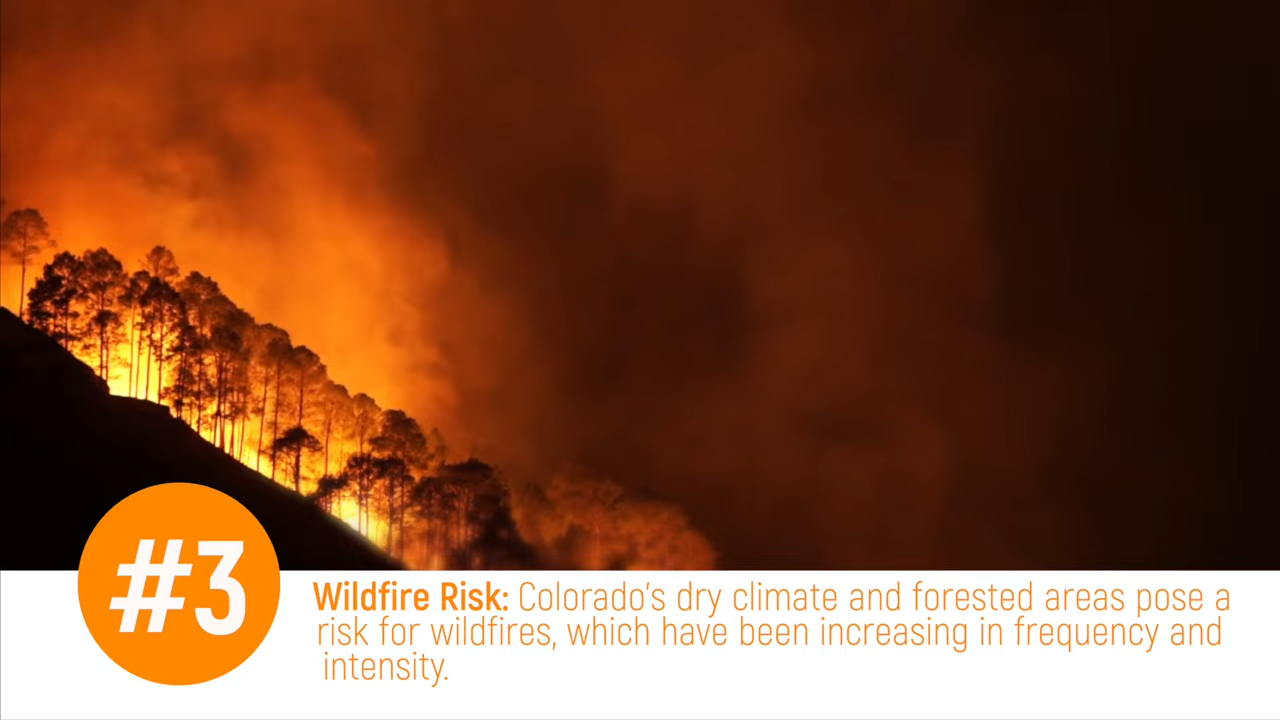 #3
Wildfire Risk: Colorado's dry climate and forested areas pose a
risk for wildfires, which have been increasing in frequency and
intensity.